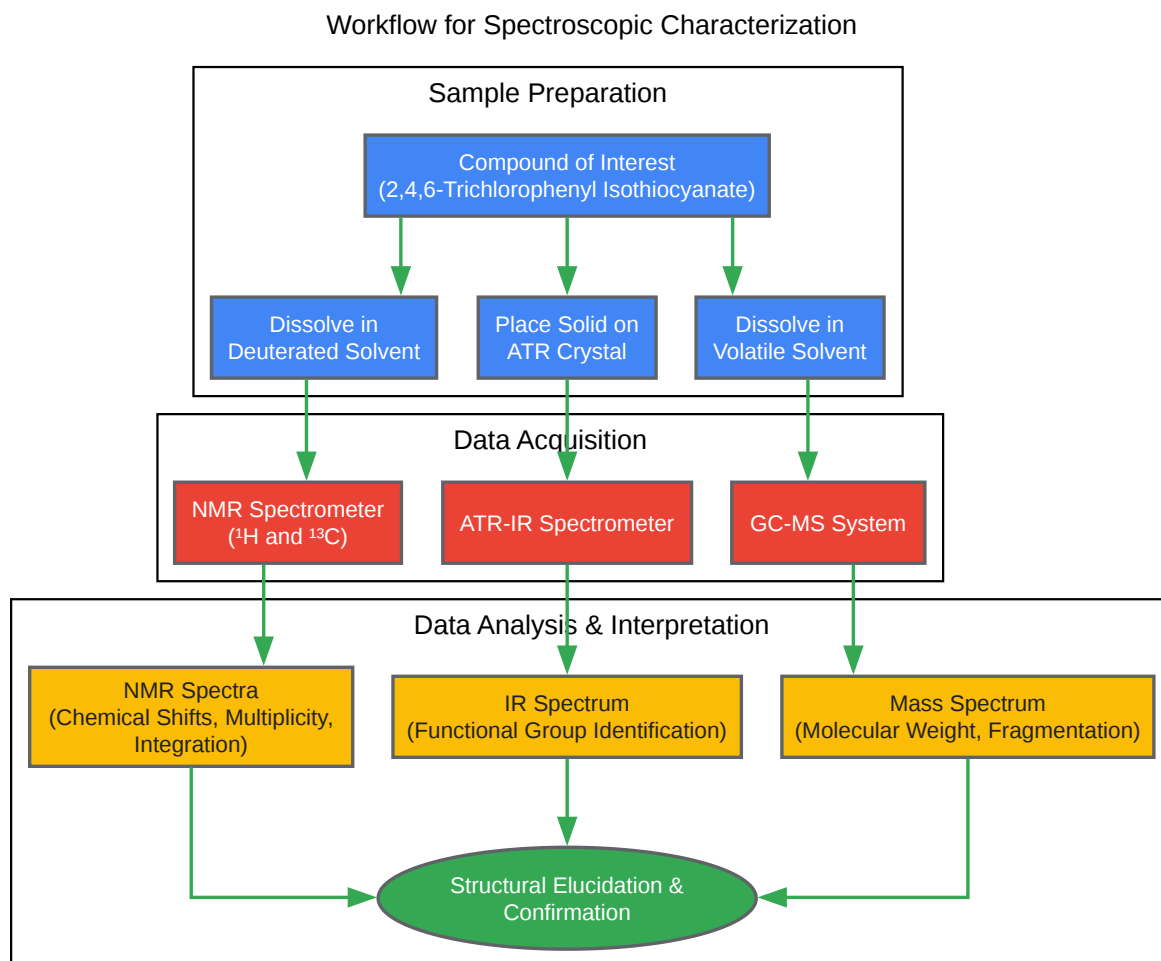 Workflow for Spectroscopic Characterization
Sample Preparation
Compound of Interest
(2,4,6-Trichlorophenyl Isothiocyanate)
Dissolve in
Deuterated Solvent
Place Solid on
ATR Crystal
Dissolve in
Volatile Solvent
Data Acquisition
NMR Spectrometer
(¹H and ¹³C)
ATR-IR Spectrometer
GC-MS System
Data Analysis & Interpretation
NMR Spectra
(Chemical Shifts, Multiplicity,
Integration)
IR Spectrum
(Functional Group Identification)
Mass Spectrum
(Molecular Weight, Fragmentation)
Structural Elucidation &
Confirmation